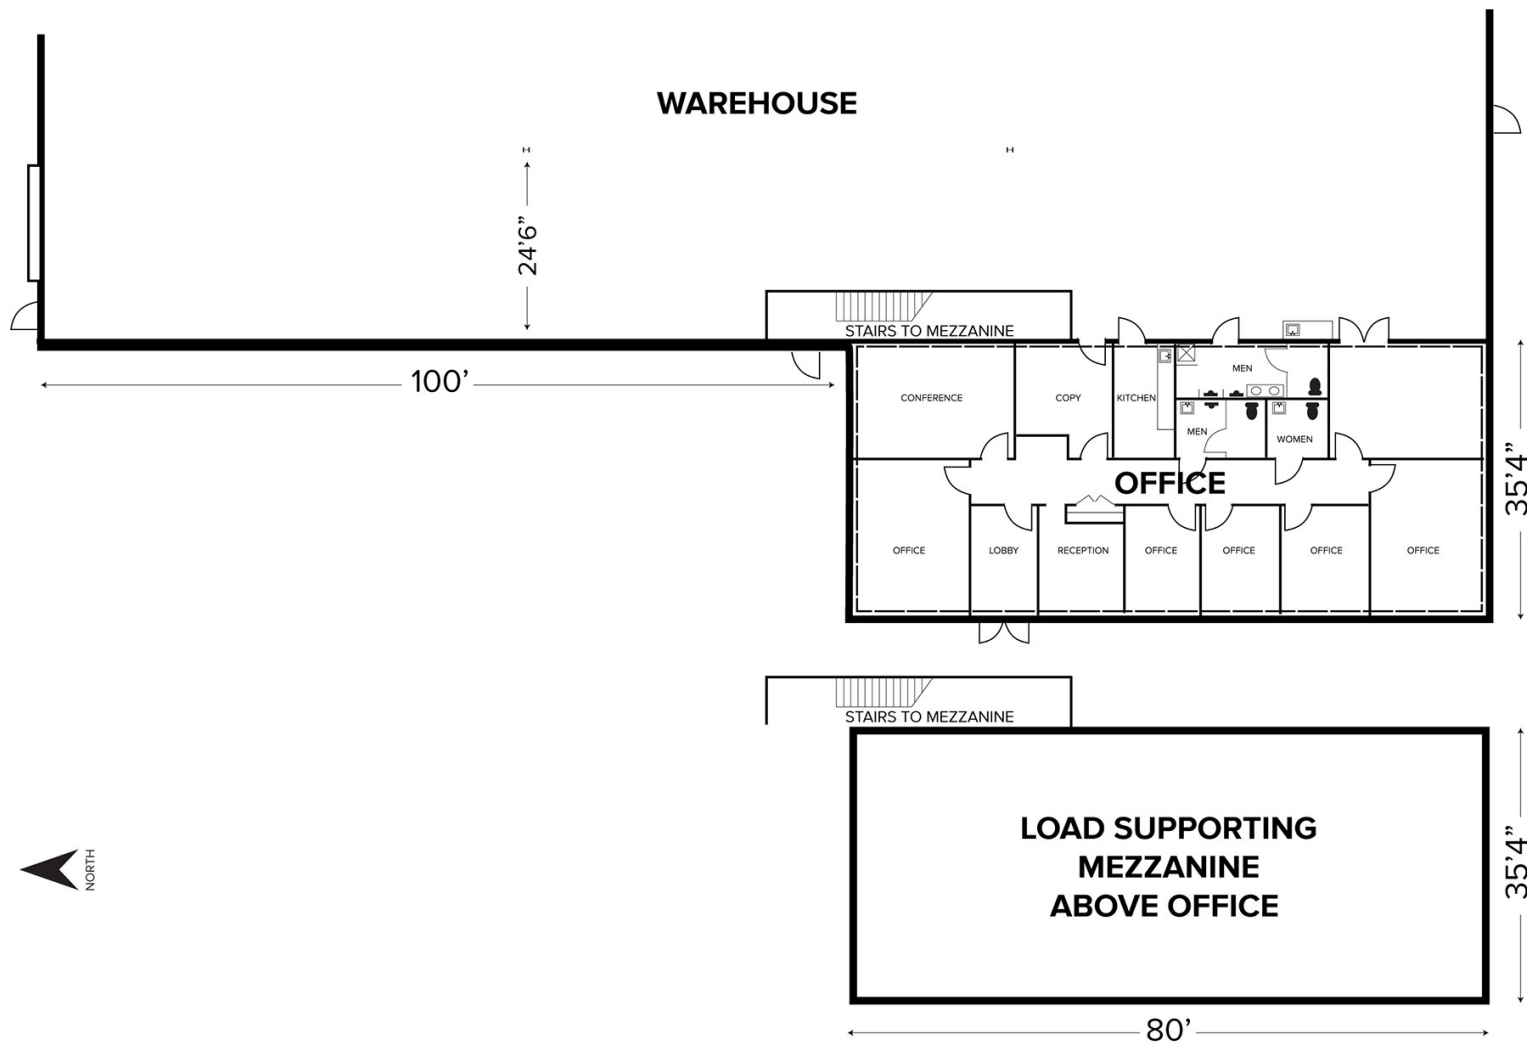 WAREHOUSE
24'6”
STAIRS TO MEZZANINE
100’
CONFERENCE
COPY
KITCHEN
MEN
MEN
WOMEN
OFFICE
35'4”
OFFICE
LOBBY
RECEPTION
OFFICE
OFFICE
OFFICE
OFFICE
STAIRS TO MEZZANINE
LOAD SUPPORTING
MEZZANINE
ABOVE OFFICE
35'4”
NORTH
80’